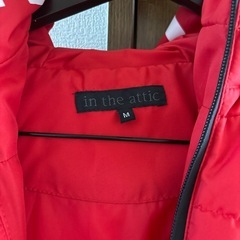 in the attic
M